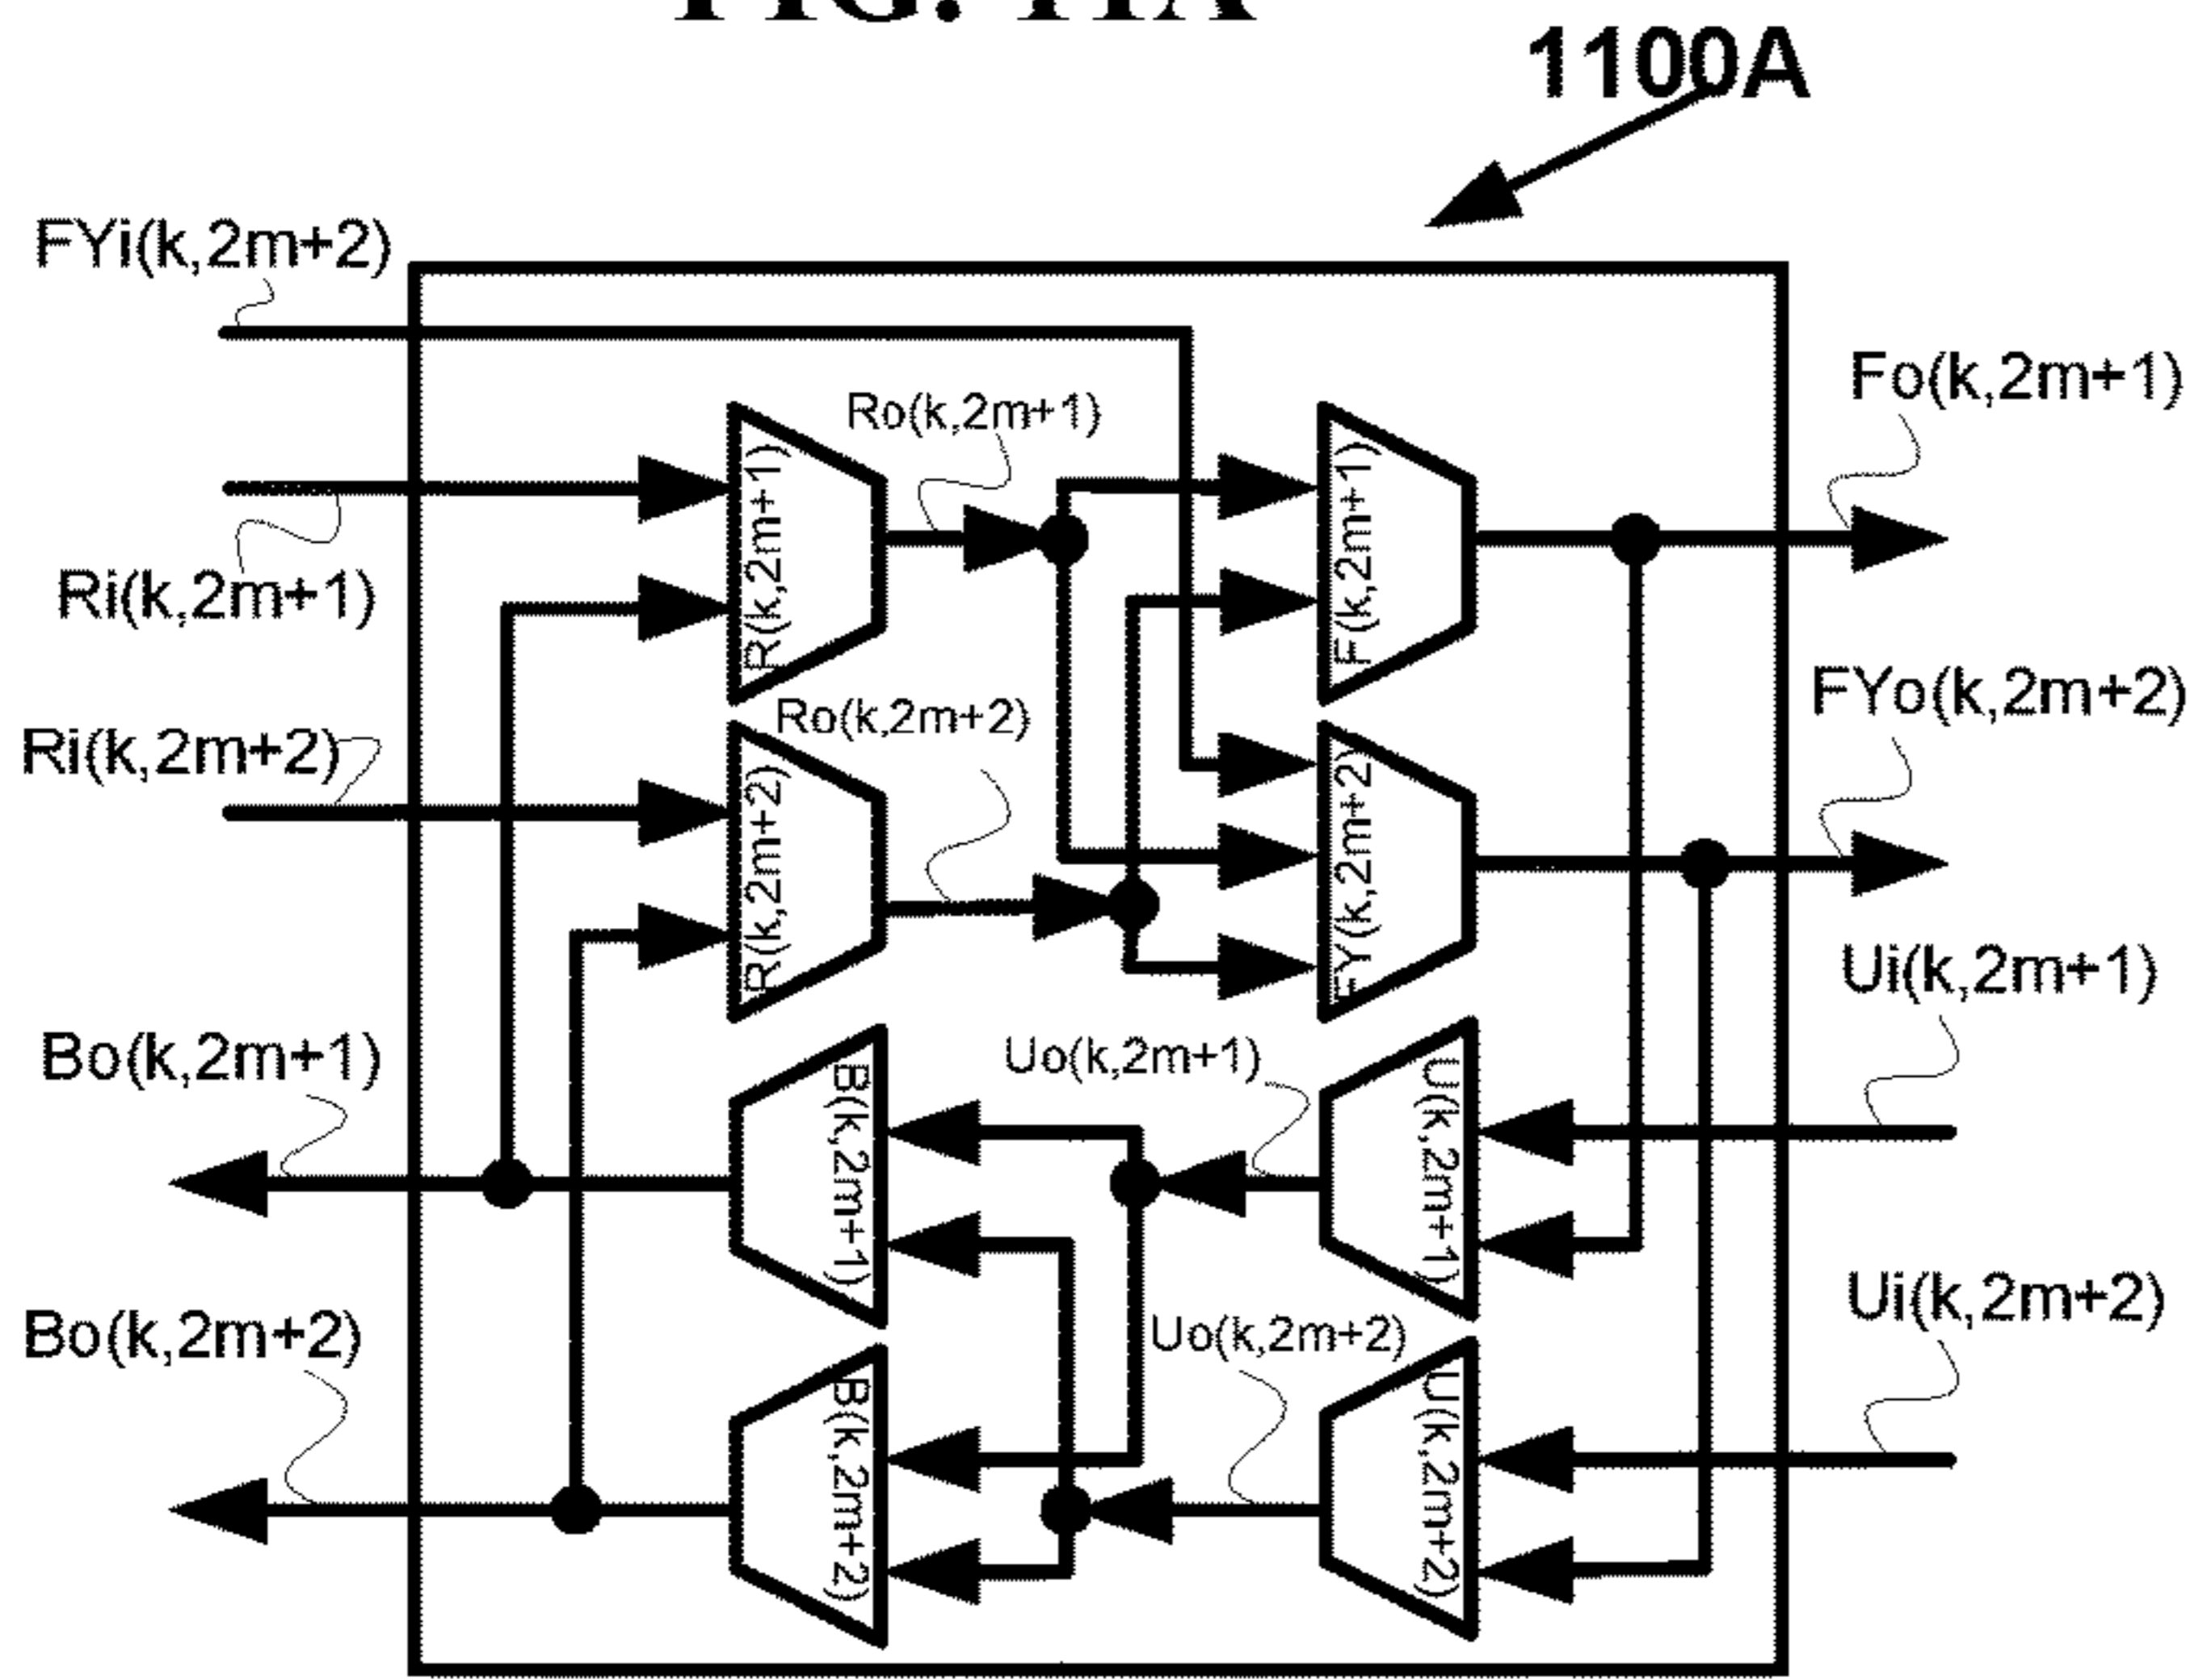 FIG. 11A
1100A
FYi(k,2m+2)
Fo(k,2m+1)
Ro(k,2m+1)
R(k,2m+1)
F(k,2m+1)
Ri(k,2m+1)
FYo(k,2m+2)
Ro(k,2m+2)
Ri(k,2m+2)
R(k,2m+2)
FY(k,2m+2)
Ui(k,2m+1)
Bo(k,2m+1)
Uo(k,2m+1)
B(k,2m+1)
U(k,2m+1)
Ui(k,2m+2)
Bo(k,2m+2)
Uo(k,2m+2)
B(k,2m+2)
U(k,2m+2)